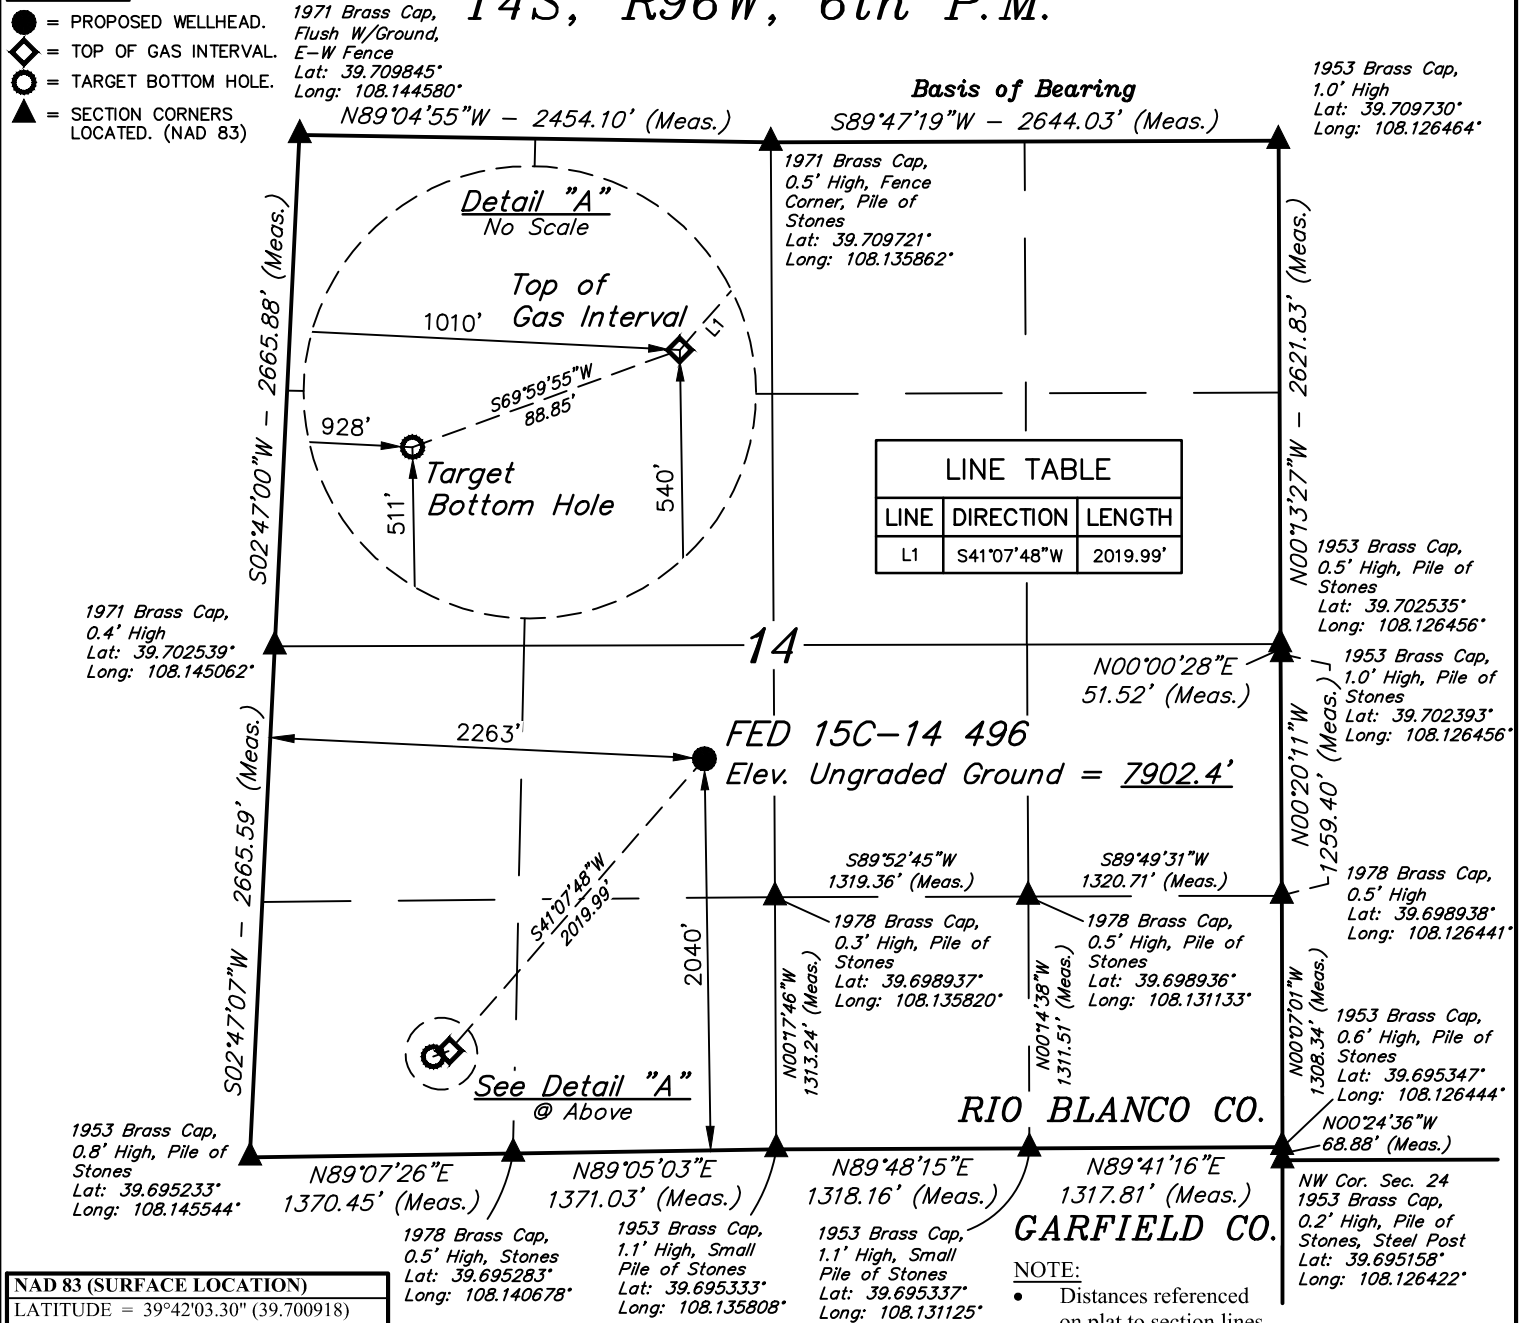 T4S, R96W, 6th P.M.
= PROPOSED WELLHEAD.
= TOP OF GAS INTERVAL.
= TARGET BOTTOM HOLE.
= SECTION CORNERS
LOCATED. (NAD 83)
1971 Brass Cap,
Flush W/Ground,
E-W Fence
Lat: 39.709845°
Long: 108.144580°
N89°04'55"W - 2454.10' (Meas.)
Basis of Bearing
S89°47'19"W - 2644.03' (Meas.)
1953 Brass Cap,
1.0' High
Lat: 39.709730°
Long: 108.126464°
1971 Brass Cap,
0.5' High, Fence
Corner, Pile of
Stones
Lat: 39.709721°
Long: 108.135862°
Detail "A"
No Scale
Top of
Gas Interval
1010'
L1
S69°59'55"W
88.85'
928'
Target
Bottom Hole
511'
540'
S02°47'00"W - 2665.88' (Meas.)
N00°13'27"W - 2621.83' (Meas.)
LINE TABLE
LINE DIRECTION LENGTH
L1 S41°07'48"W 2019.99'
1953 Brass Cap,
0.5' High, Pile of
Stones
Lat: 39.702535°
Long: 108.126456°
1971 Brass Cap,
0.4' High
Lat: 39.702539°
Long: 108.145062°
14
N00°00'28"E
51.52' (Meas.)
1953 Brass Cap,
1.0' High, Pile of
Stones
Lat: 39.702393°
Long: 108.126456°
2263'
FED 15C-14 496
Elev. Ungraded Ground = 7902.4'
S02°47'07"W - 2665.59' (Meas.)
N00°20'11"W
1259.40' (Meas.)
S41°07'48"W
2019.99'
2040'
S89°52'45"W
1319.36' (Meas.)
S89°49'31"W
1320.71' (Meas.)
1978 Brass Cap,
0.5' High
Lat: 39.698938°
Long: 108.126441°
1978 Brass Cap,
0.3' High, Pile of
Stones
Lat: 39.698937°
Long: 108.135820°
1978 Brass Cap,
0.5' High, Pile of
Stones
Lat: 39.698936°
Long: 108.131133°
N00°17'46"W
1313.24' (Meas.)
N00°14'38"W
1311.51' (Meas.)
N00°07'01"W
1308.34' (Meas.)
1953 Brass Cap,
0.6' High, Pile of
Stones
Lat: 39.695347°
Long: 108.126444°
See Detail "A"
@ Above
RIO BLANCO CO.
N00°24'36"W
68.88' (Meas.)
1953 Brass Cap,
0.8' High, Pile of
Stones
Lat: 39.695233°
Long: 108.145544°
N89°07'26"E
1370.45' (Meas.)
N89°05'03"E
1371.03' (Meas.)
N89°48'15"E
1318.16' (Meas.)
N89°41'16"E
1317.81' (Meas.)
GARFIELD CO.
NW Cor. Sec. 24
1953 Brass Cap,
0.2' High, Pile of
Stones, Steel Post
Lat: 39.695158°
Long: 108.126422°
1978 Brass Cap,
0.5' High, Stones
Lat: 39.695283°
Long: 108.140678°
1953 Brass Cap,
1.1' High, Small
Pile of Stones
Lat: 39.695333°
Long: 108.135808°
1953 Brass Cap,
1.1' High, Small
Pile of Stones
Lat: 39.695337°
Long: 108.131125°
NAD 83 (SURFACE LOCATION)
LATITUDE = 39°42'03.30" (39.700918)
NOTE:
• Distances referenced
on plat to section lines